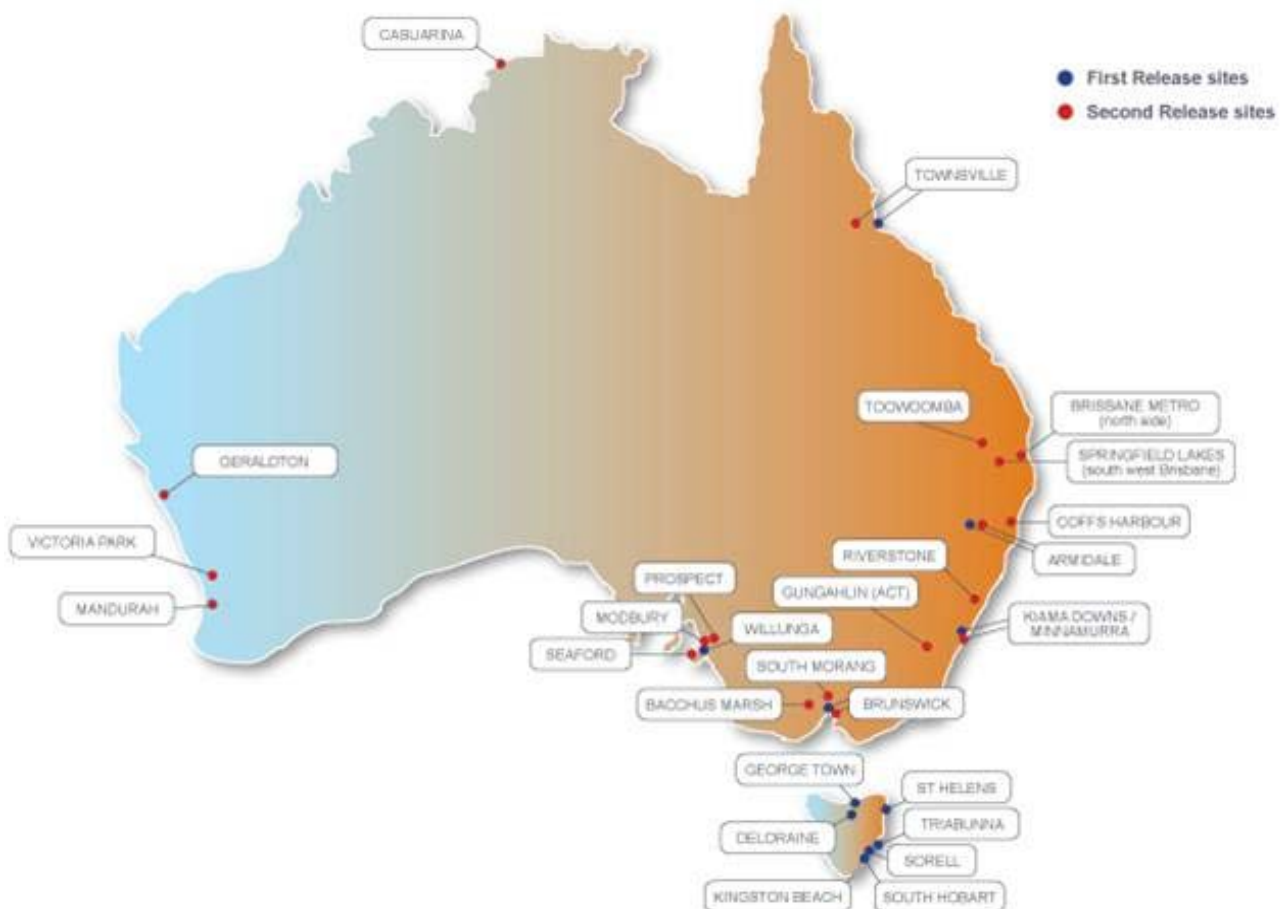 CASUARINA
First Release sites
Second Release sites
TOWNSVILLE
TOOWOOMBA
BRISBANE METRO
(north side)
SPRINGFIELD LAKES
(south west Brisbane)
GERALDTON
COFFS HARBOUR
VICTORIA PARK
ARMIDALE
RIVERSTONE
PROSPECT
GUNGAHLIN (ACT)
MANDURAH
MODBURY
WILLUNGA
KIAMA DOWNS /
MINNAMURRA
SEAFORD
SOUTH MORANG
BACCHUS MARSH
BRUNSWICK
GEORGE TOWN
ST HELENS
TRIABUNNA
DELORAINE
SORELL
KINGSTON BEACH
SOUTH HOBART